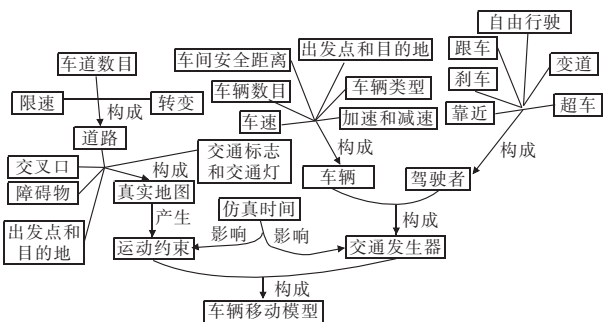 自由行驶
出发点和目的地
跟车
车道数目
车间安全距离
变道
刹车
车辆数目
车辆类型
限速
转变
靠近
超车
车速
加速和减速
构成
道路
构成
构成
交通标志
和交通灯
交叉口
构成
车辆
驾驶者
障碍物
真实地图
仿真时间
产生
构成
出发点和
目的地
影响
影响
运动约束
交通发生器
构成
车辆移动模型